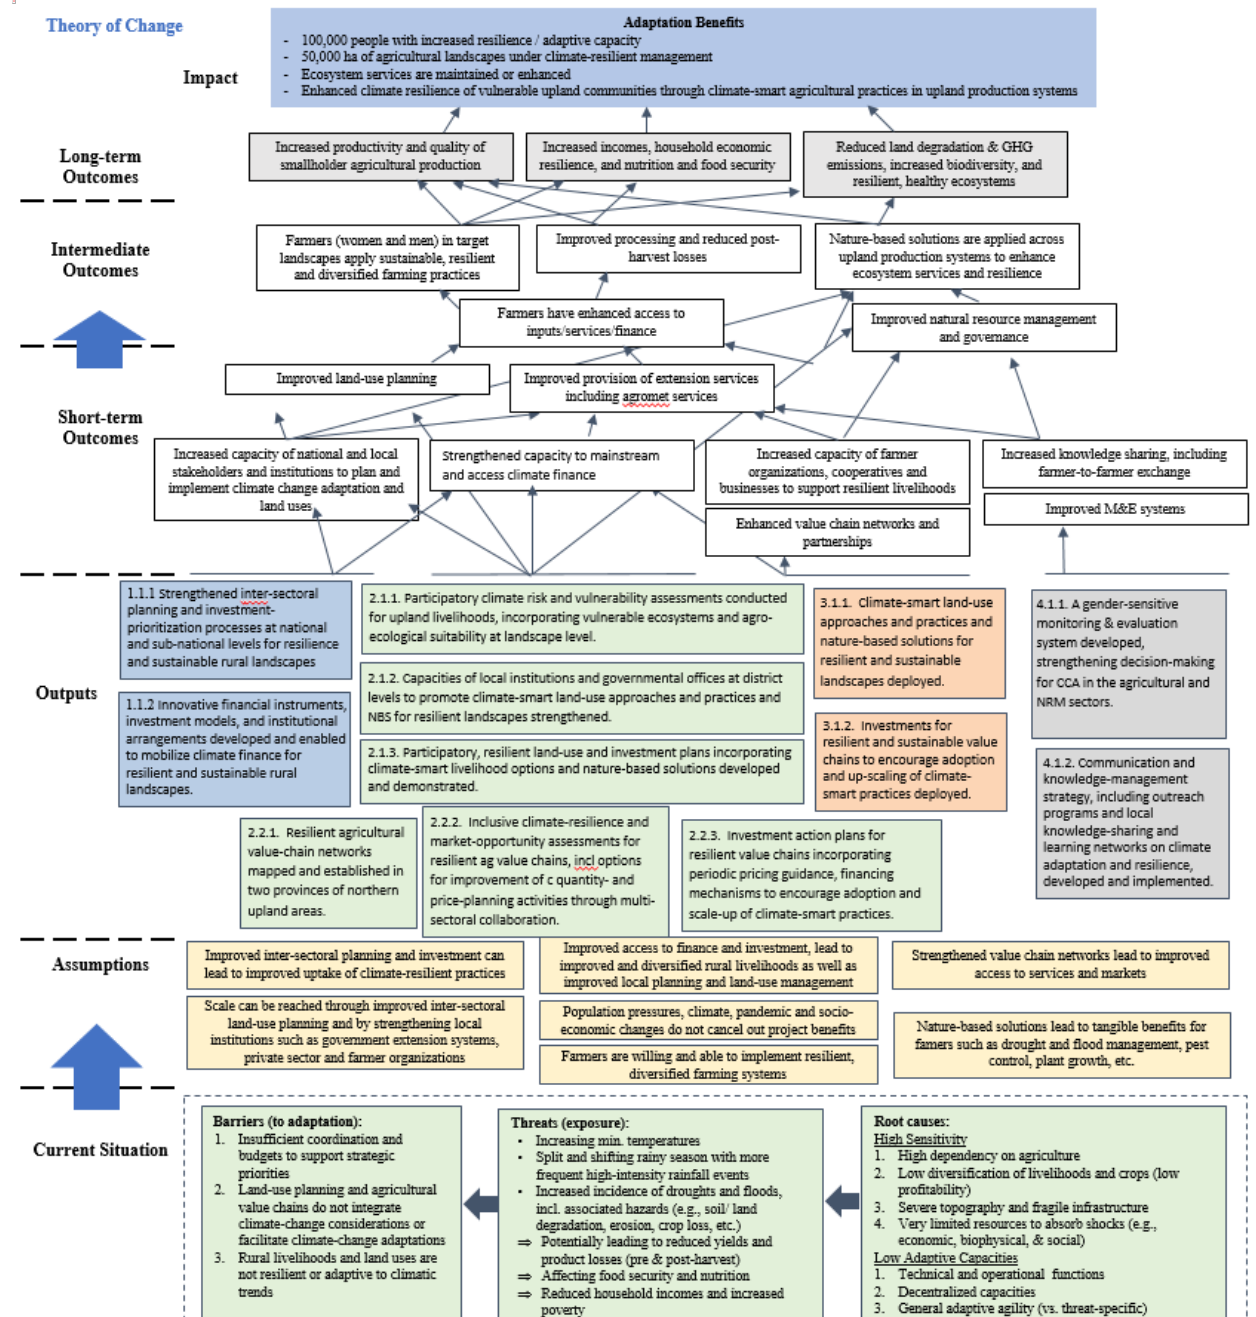 Theory of Change
Adaptation Benefits
- 100,000 people with increased resilience / adaptive capacity
- 50,000 ha of agricultural landscapes under climate-resilient management
- Ecosystem services are maintained or enhanced
- Enhanced climate resilience of vulnerable upland communities through climate-smart agricultural practices in upland production systems
Impact
Long-term
Outcomes
Increased productivity and quality of
smallholder agricultural production
Increased incomes, household economic
resilience, and nutrition and food security
Reduced land degradation & GHG
emissions, increased biodiversity, and
resilient, healthy ecosystems
Intermediate
Outcomes
Farmers (women and men) in target
landscapes apply sustainable, resilient
and diversified farming practices
Improved processing and reduced post-
harvest losses
Nature-based solutions are applied across
upland production systems to enhance
ecosystem services and resilience
Farmers have enhanced access to
inputs/services/finance
Improved natural resource management
and governance
Short-term
Outcomes
Improved land-use planning
Improved provision of extension services
including agromet services
Increased capacity of national and local
stakeholders and institutions to plan and
implement climate change adaptation and
land uses
Strengthened capacity to mainstream
and access climate finance
Increased capacity of farmer
organizations, cooperatives and
businesses to support resilient livelihoods
Increased knowledge sharing, including
farmer-to-farmer exchange
Enhanced value chain networks and
partnerships
Improved M&E systems
Outputs
1.1.1 Strengthened inter-sectoral
planning and investment-
prioritization processes at national
and sub-national levels for resilience
and sustainable rural landscapes
1.1.2 Innovative financial instruments,
investment models, and institutional
arrangements developed and enabled
to mobilize climate finance for
resilient and sustainable rural
landscapes.
2.1.1. Participatory climate risk and vulnerability assessments conducted
for upland livelihoods, incorporating vulnerable ecosystems and agro-
ecological suitability at landscape level.
2.1.2. Capacities of local institutions and governmental offices at district
levels to promote climate-smart land-use approaches and practices and
NBS for resilient landscapes strengthened.
2.1.3. Participatory, resilient land-use and investment plans incorporating
climate-smart livelihood options and nature-based solutions developed
and demonstrated.
3.1.1. Climate-smart land-use
approaches and practices and
nature-based solutions for
resilient and sustainable
landscapes deployed.
3.1.2. Investments for
resilient and sustainable value
chains to encourage adoption
and up-scaling of climate-
smart practices deployed.
4.1.1. A gender-sensitive
monitoring & evaluation
system developed,
strengthening decision-making
for CCA in the agricultural and
NRM sectors.
4.1.2. Communication and
knowledge-management
strategy, including outreach
programs and local
knowledge-sharing and
learning networks on climate
adaptation and resilience,
developed and implemented.
2.2.1. Resilient agricultural
value-chain networks
mapped and established in
two provinces of northern
upland areas.
2.2.2. Inclusive climate-resilience and
market-opportunity assessments for
resilient ag value chains, incl options
for improvement of c quantity- and
price-planning activities through multi-
sectoral collaboration.
2.2.3. Investment action plans for
resilient value chains incorporating
periodic pricing guidance, financing
mechanisms to encourage adoption and
scale-up of climate-smart practices.
Assumptions
Improved inter-sectoral planning and investment can
lead to improved uptake of climate-resilient practices
Scale can be reached through improved inter-sectoral
land-use planning and by strengthening local
institutions such as government extension systems,
private sector and farmer organizations
Improved access to finance and investment, lead to
improved and diversified rural livelihoods as well as
improved local planning and land-use management
Population pressures, climate, pandemic and socio-
economic changes do not cancel out project benefits
Farmers are willing and able to implement resilient,
diversified farming systems
Strengthened value chain networks lead to improved
access to services and markets
Nature-based solutions lead to tangible benefits for
famers such as drought and flood management, pest
control, plant growth, etc.
Current Situation
Barriers (to adaptation):
1. Insufficient coordination and
budgets to support strategic
priorities
2. Land-use planning and agricultural
value chains do not integrate
climate-change considerations or
facilitate climate-change adaptations
3. Rural livelihoods and land uses are
not resilient or adaptive to climatic
trends
Threats (exposure):
• Increasing min. temperatures
• Split and shifting rainy season with more
frequent high-intensity rainfall events
• Increased incidence of droughts and floods,
incl. associated hazards (e.g., soil/ land
degradation, erosion, crop loss, etc.)
⇒ Potentially leading to reduced yields and
product losses (pre & post-harvest)
⇒ Affecting food security and nutrition
⇒ Reduced household incomes and increased
poverty
Root causes:
High Sensitivity
1. High dependency on agriculture
2. Low diversification of livelihoods and crops (low
profitability)
3. Severe topography and fragile infrastructure
4. Very limited resources to absorb shocks (e.g.,
economic, biophysical, & social)
Low Adaptive Capacities
1. Technical and operational functions
2. Decentralized capacities
3. General adaptive agility (vs. threat-specific)